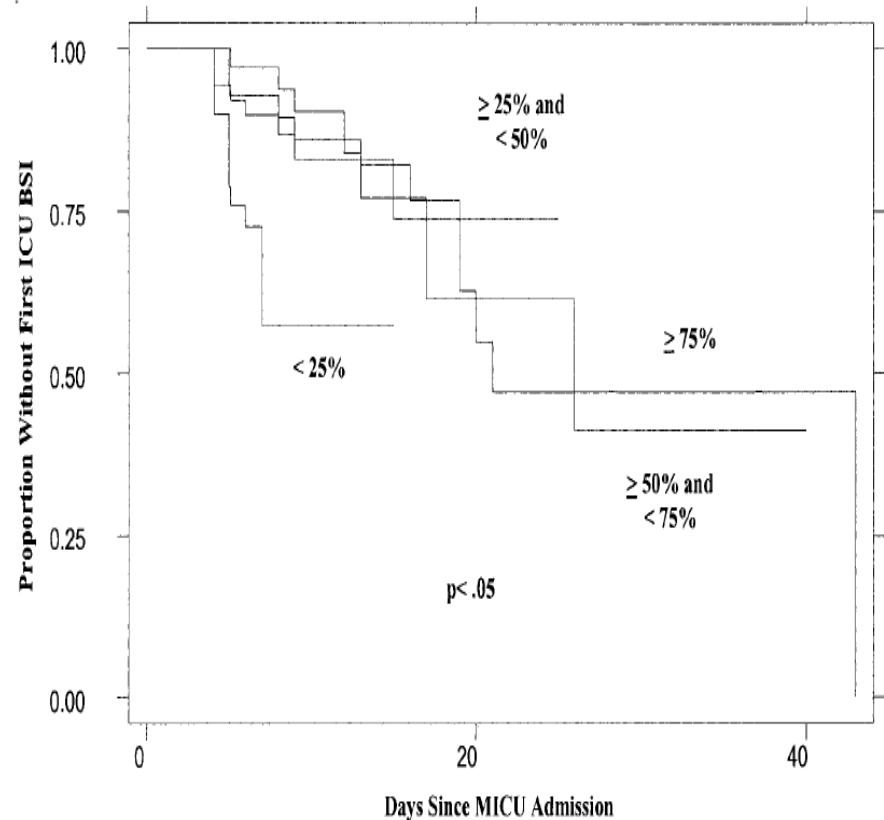 Proportion Without First ICU BSI
1.00
0.75
0.50
0.25
0.00
≥ 25% and
< 50%
< 25%
≥ 75%
≥ 50% and
< 75%
p< .05
0
20
40
Days Since MICU Admission